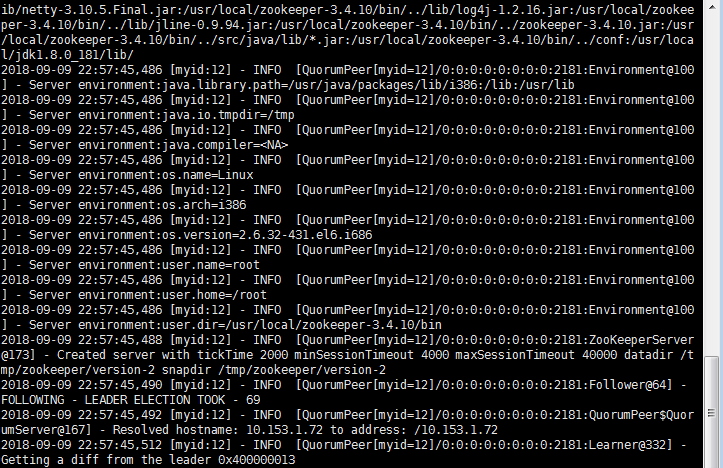 ib/netty-3.10.5.Final.jar:/usr/local/zookeeper-3.4.10/bin/../lib/log4j-1.2.16.jar:/usr/local/zookee
per-3.4.10/bin/../lib/jline-0.9.94.jar:/usr/local/zookeeper-3.4.10/bin/../zookeeper-3.4.10.jar:/usr
/local/zookeeper-3.4.10/bin/../src/java/lib/*.jar:/usr/local/zookeeper-3.4.10/bin/../conf:/usr/loca
l/jdk1.8.0_181/lib/
2018-09-09 22:57:45,486 [myid:12] - INFO  [QuorumPeer[myid=12]/0:0:0:0:0:0:0:0:2181:Environment@100
] - Server environment:java.library.path=/usr/java/packages/lib/i386:/lib:/usr/lib
2018-09-09 22:57:45,486 [myid:12] - INFO  [QuorumPeer[myid=12]/0:0:0:0:0:0:0:0:2181:Environment@100
] - Server environment:java.io.tmpdir=/tmp
2018-09-09 22:57:45,486 [myid:12] - INFO  [QuorumPeer[myid=12]/0:0:0:0:0:0:0:0:2181:Environment@100
] - Server environment:java.compiler=<NA>
2018-09-09 22:57:45,486 [myid:12] - INFO  [QuorumPeer[myid=12]/0:0:0:0:0:0:0:0:2181:Environment@100
] - Server environment:os.name=Linux
2018-09-09 22:57:45,486 [myid:12] - INFO  [QuorumPeer[myid=12]/0:0:0:0:0:0:0:0:2181:Environment@100
] - Server environment:os.arch=i386
2018-09-09 22:57:45,486 [myid:12] - INFO  [QuorumPeer[myid=12]/0:0:0:0:0:0:0:0:2181:Environment@100
] - Server environment:os.version=2.6.32-431.el6.i686
2018-09-09 22:57:45,486 [myid:12] - INFO  [QuorumPeer[myid=12]/0:0:0:0:0:0:0:0:2181:Environment@100
] - Server environment:user.name=root
2018-09-09 22:57:45,486 [myid:12] - INFO  [QuorumPeer[myid=12]/0:0:0:0:0:0:0:0:2181:Environment@100
] - Server environment:user.home=/root
2018-09-09 22:57:45,486 [myid:12] - INFO  [QuorumPeer[myid=12]/0:0:0:0:0:0:0:0:2181:Environment@100
] - Server environment:user.dir=/usr/local/zookeeper-3.4.10/bin
2018-09-09 22:57:45,488 [myid:12] - INFO  [QuorumPeer[myid=12]/0:0:0:0:0:0:0:0:2181:ZooKeeperServer
@173] - Created server with tickTime 2000 minSessionTimeout 4000 maxSessionTimeout 40000 datadir /t
mp/zookeeper/version-2 snapdir /tmp/zookeeper/version-2
2018-09-09 22:57:45,490 [myid:12] - INFO  [QuorumPeer[myid=12]/0:0:0:0:0:0:0:0:2181:Follower@64] -
FOLLOWING - LEADER ELECTION TOOK - 69
2018-09-09 22:57:45,492 [myid:12] - INFO  [QuorumPeer[myid=12]/0:0:0:0:0:0:0:0:2181:QuorumPeer$Quor
umServer@167] - Resolved hostname: 10.153.1.72 to address: /10.153.1.72
2018-09-09 22:57:45,512 [myid:12] - INFO  [QuorumPeer[myid=12]/0:0:0:0:0:0:0:0:2181:Learner@332] -
Getting a diff from the leader 0x400000013